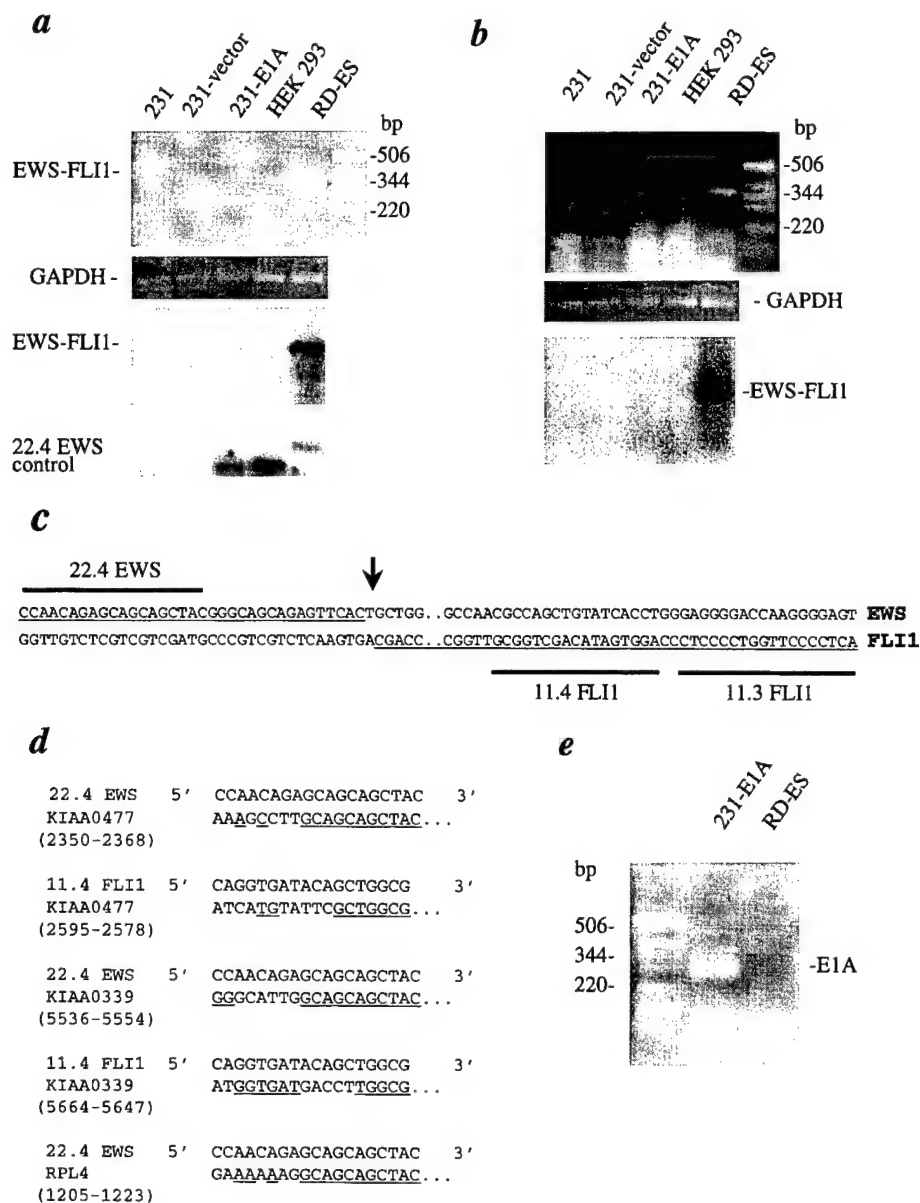 a
231
231-vector
231-E1A
HEK 293
RD-ES
bp
EWS-FLI1-
-506
-344
-220
GAPDH -
EWS-FLI1-
22.4 EWS
control
b
231
231-vector
231-E1A
HEK 293
RD-ES
bp
-506
-344
-220
- GAPDH
-EWS-FLI1
c
22.4 EWS
CCAACAGAGCAGCAGCTACGGGCAGCAGAGTTCACTGCTGG..GCCAACGCCAGCTGTATCACCTGGGAGGGGACCAAGGGGAGT EWS
GGTTGTCTCGTCGTCGATGCCCGTCGTCTCAAGTGACGACC..CGGTTGCGGTCGACATAGTGGACCCTCCCCTGGTTCCCCTCA FLI1
11.4 FLI1 11.3 FLI1
d
22.4 EWS 5' CCAACAGAGCAGCAGCTAC 3'
KIAA0477 AAAGCCTTGCAGCAGCTAC...
(2350-2368)
11.4 FLI1 5' CAGGTGATACAGCTGGCG 3'
KIAA0477 ATCATGTATTCGCTGGCG...
(2595-2578)
22.4 EWS 5' CCAACAGAGCAGCAGCTAC 3'
KIAA0339 GGGCATTGGCAGCAGCTAC...
(5536-5554)
11.4 FLI1 5' CAGGTGATACAGCTGGCG 3'
KIAA0339 ATGGTGATGACCTTGGCG...
(5664-5647)
22.4 EWS 5' CCAACAGAGCAGCAGCTAC 3'
RPL4 GAAAAAAGGCAGCAGCTAC...
(1205-1223)
e
231-E1A
RD-ES
bp
506-
344-
220-
-E1A